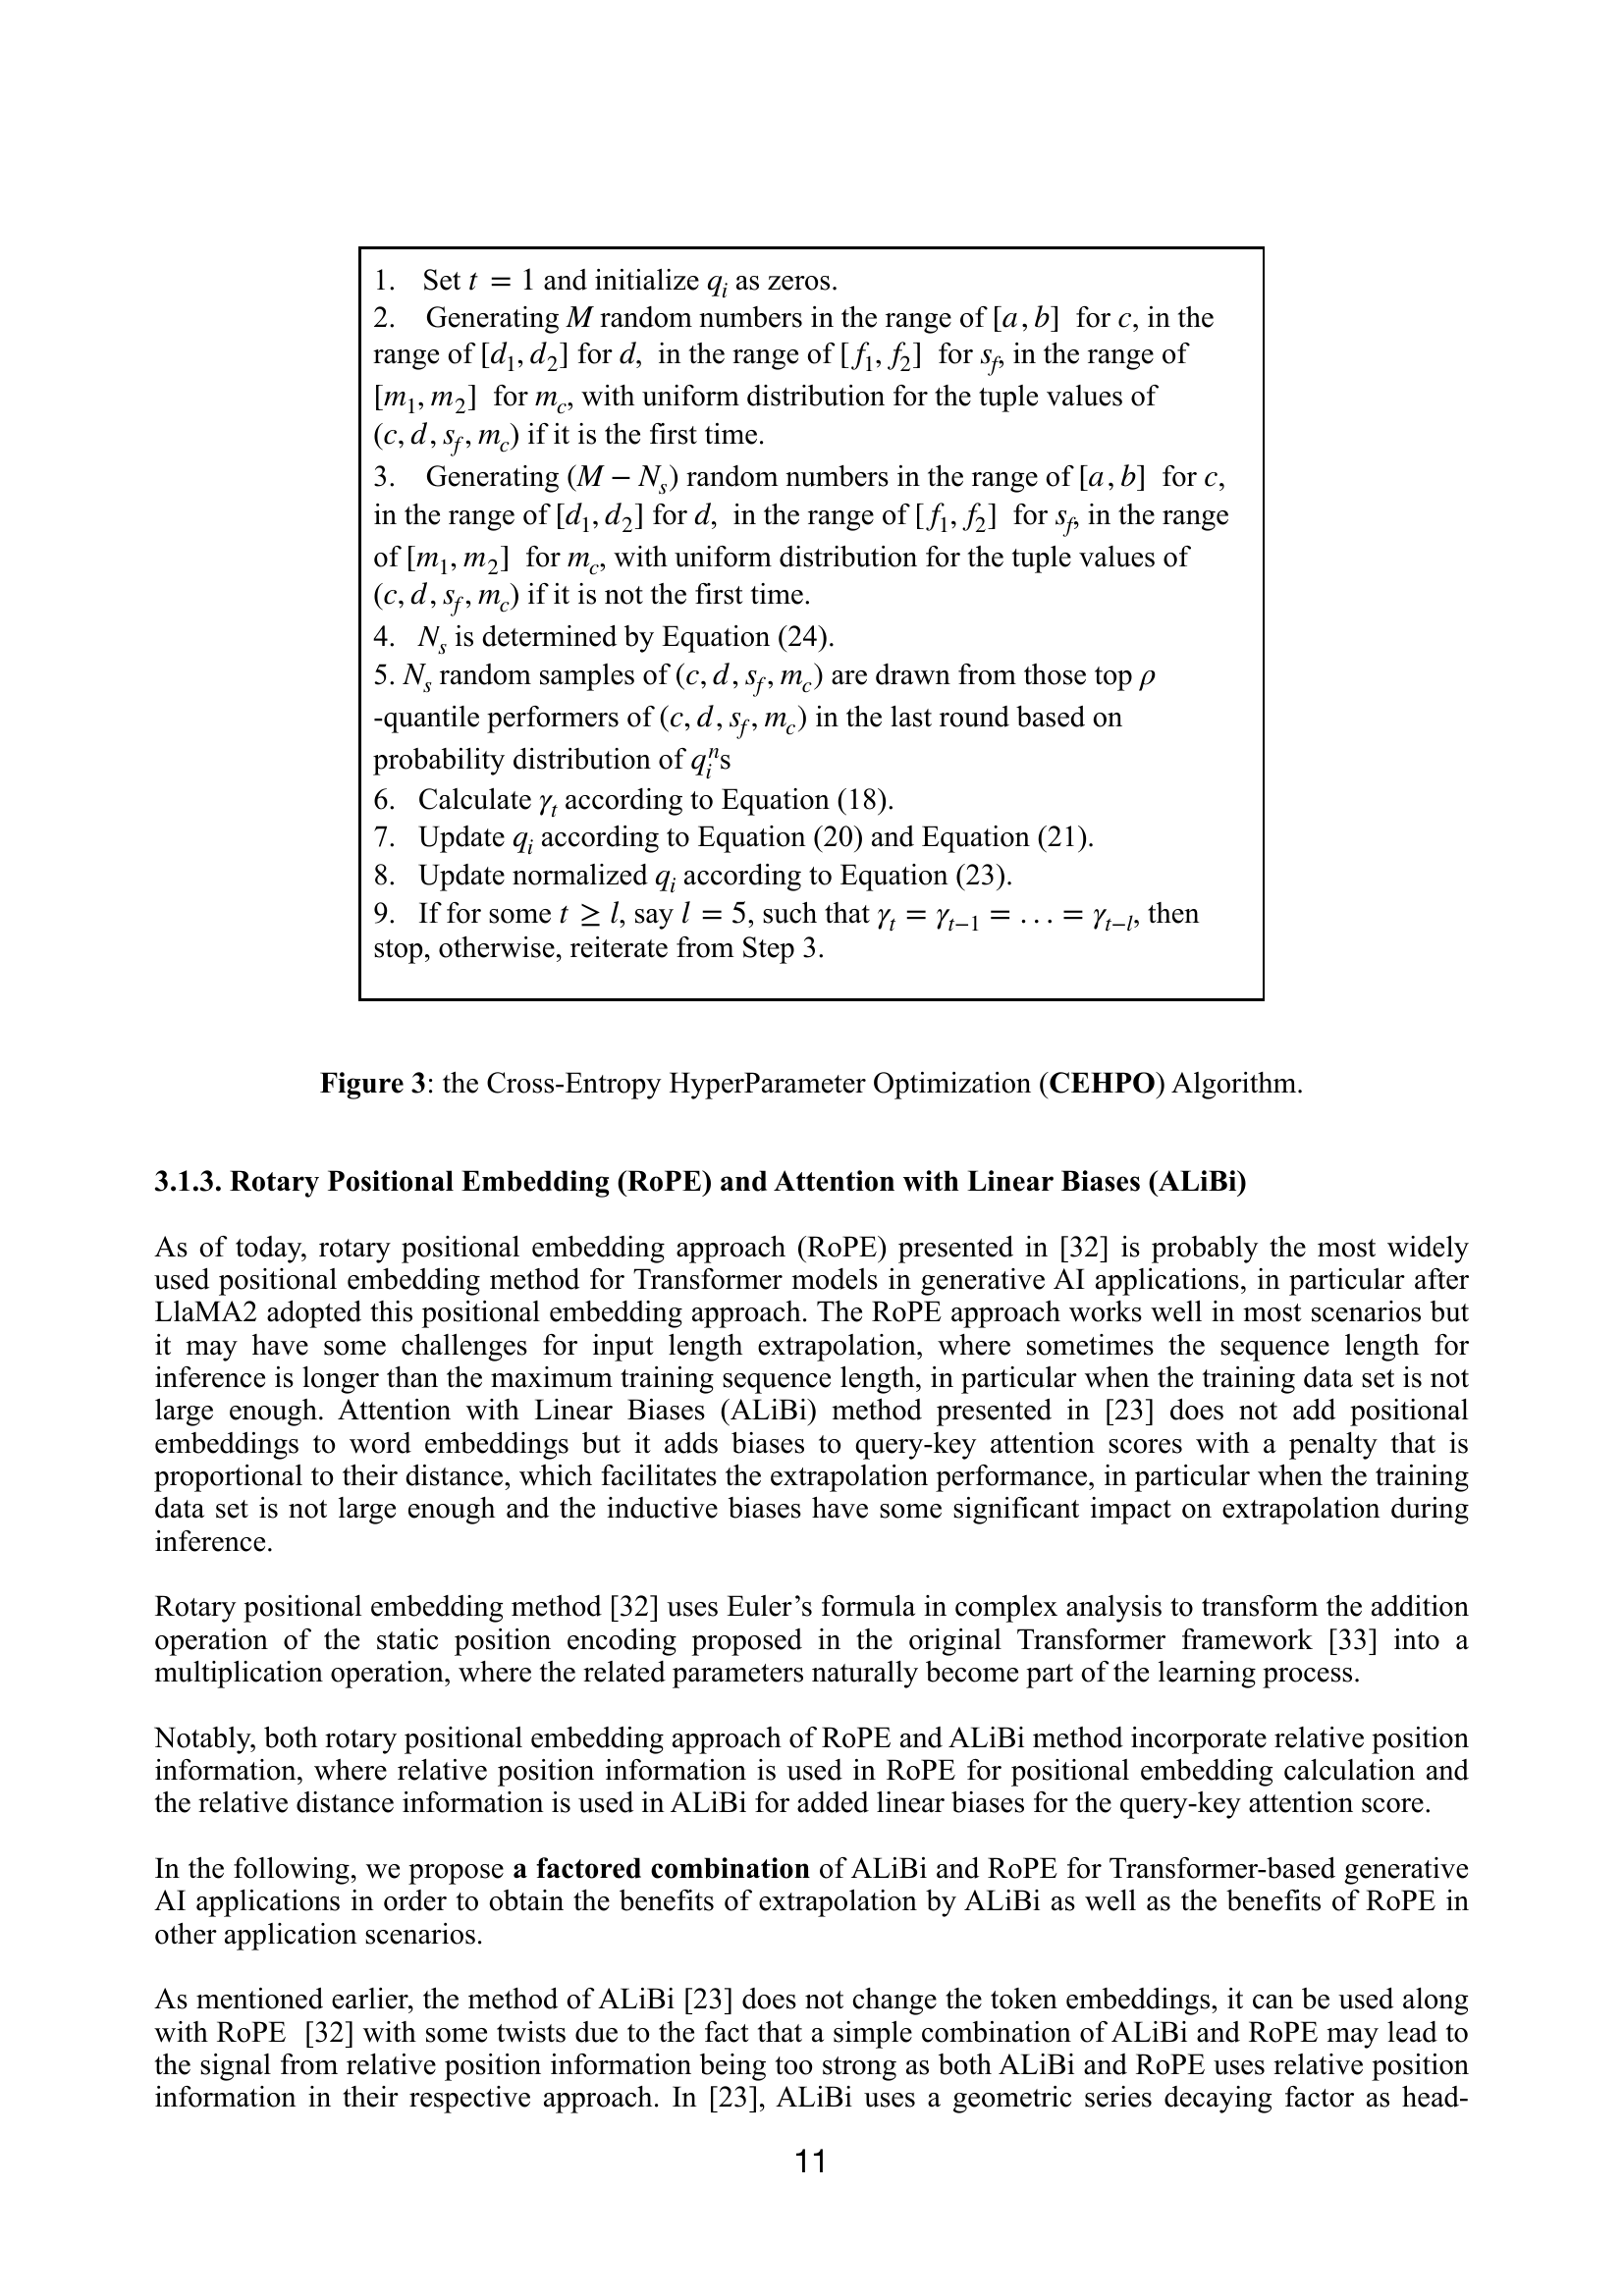 1. Set t = 1 and initialize q_i as zeros.
2. Generating M random numbers in the range of [a, b] for c, in the
range of [d_1, d_2] for d, in the range of [f_1, f_2] for s_f, in the range of
[m_1, m_2] for m_c, with uniform distribution for the tuple values of
(c, d, s_f, m_c) if it is the first time.
3. Generating (M − N_s) random numbers in the range of [a, b] for c,
in the range of [d_1, d_2] for d, in the range of [f_1, f_2] for s_f, in the range
of [m_1, m_2] for m_c, with uniform distribution for the tuple values of
(c, d, s_f, m_c) if it is not the first time.
4. N_s is determined by Equation (24).
5. N_s random samples of (c, d, s_f, m_c) are drawn from those top ρ
-quantile performers of (c, d, s_f, m_c) in the last round based on
probability distribution of q_i^n s
6. Calculate γ_t according to Equation (18).
7. Update q_i according to Equation (20) and Equation (21).
8. Update normalized q_i according to Equation (23).
9. If for some t ≥ l, say l = 5, such that γ_t = γ_{t−1} = . . . = γ_{t−l}, then
stop, otherwise, reiterate from Step 3.
Figure 3: the Cross-Entropy HyperParameter Optimization (CEHPO) Algorithm.
3.1.3. Rotary Positional Embedding (RoPE) and Attention with Linear Biases (ALiBi)
As of today, rotary positional embedding approach (RoPE) presented in [32] is probably the most widely
used positional embedding method for Transformer models in generative AI applications, in particular after
LlaMA2 adopted this positional embedding approach. The RoPE approach works well in most scenarios but
it may have some challenges for input length extrapolation, where sometimes the sequence length for
inference is longer than the maximum training sequence length, in particular when the training data set is not
large enough. Attention with Linear Biases (ALiBi) method presented in [23] does not add positional
embeddings to word embeddings but it adds biases to query-key attention scores with a penalty that is
proportional to their distance, which facilitates the extrapolation performance, in particular when the training
data set is not large enough and the inductive biases have some significant impact on extrapolation during
inference.
Rotary positional embedding method [32] uses Euler’s formula in complex analysis to transform the addition
operation of the static position encoding proposed in the original Transformer framework [33] into a
multiplication operation, where the related parameters naturally become part of the learning process.
Notably, both rotary positional embedding approach of RoPE and ALiBi method incorporate relative position
information, where relative position information is used in RoPE for positional embedding calculation and
the relative distance information is used in ALiBi for added linear biases for the query-key attention score.
In the following, we propose a factored combination of ALiBi and RoPE for Transformer-based generative
AI applications in order to obtain the benefits of extrapolation by ALiBi as well as the benefits of RoPE in
other application scenarios.
As mentioned earlier, the method of ALiBi [23] does not change the token embeddings, it can be used along
with RoPE [32] with some twists due to the fact that a simple combination of ALiBi and RoPE may lead to
the signal from relative position information being too strong as both ALiBi and RoPE uses relative position
information in their respective approach. In [23], ALiBi uses a geometric series decaying factor as head-
11